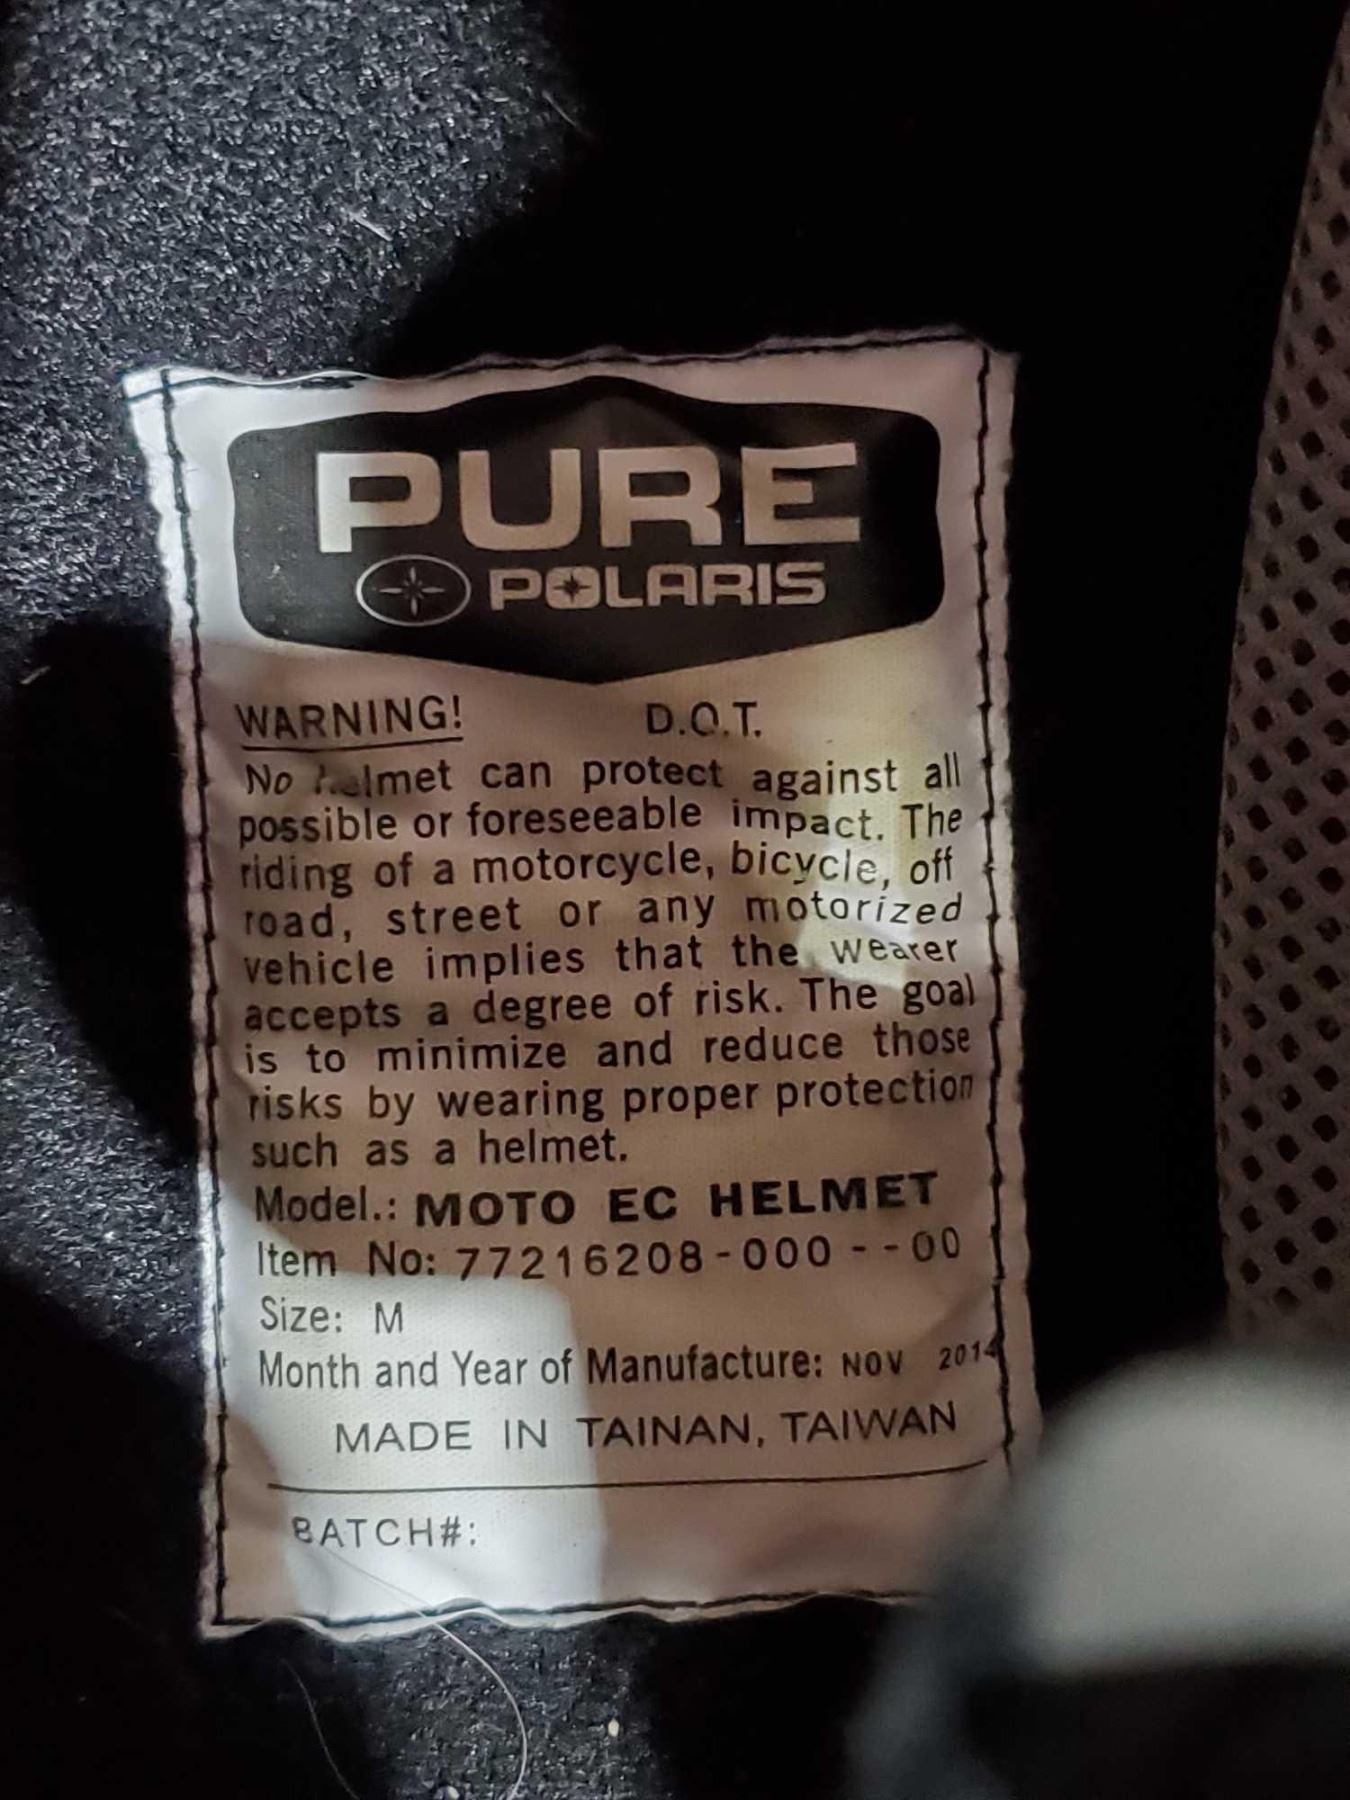 PURE
POLARIS
WARNING! D.O.T.
No helmet can protect against all
possible or foreseeable impact. The
riding of a motorcycle, bicycle, off
road, street or any motorized
vehicle implies that the wearer
accepts a degree of risk. The goal
is to minimize and reduce those
risks by wearing proper protection
such as a helmet.
Model.: MOTO EC HELMET
Item No: 77216208-000--00
Size: M
Month and Year of Manufacture: NOV 2014
MADE IN TAINAN, TAIWAN
BATCH#: